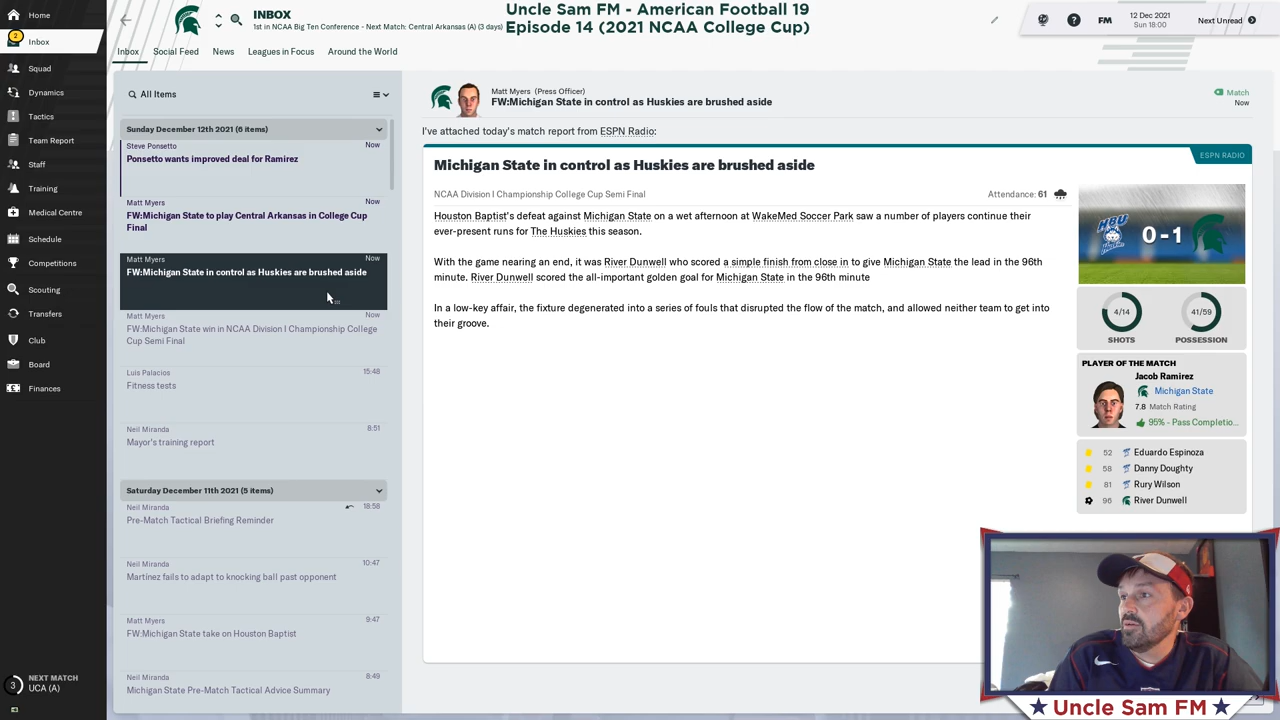 Home
2
Inbox
Squad
Dynamics
Tactics
Team Report
Staff
Training
Medical Centre
Schedule
Competitions
Scouting
Transfers
Club
Board
Finances
3
NEXT MATCH
UCA (A)
INBOX
1st in NCAA Big Ten Conference - Next Match: Central Arkansas (A) (3 days)
Uncle Sam FM - American Football 19
Episode 14 (2021 NCAA College Cup)
?
FM
12 Dec 2021
Sun 18:00
Next Unread
Inbox
Social Feed
News
Leagues in Focus
Around the World
All Items
Sunday December 12th 2021 (6 items)
Steve Ponsetto
Now
Ponsetto wants improved deal for Ramirez
Matt Myers
Now
FW:Michigan State to play Central Arkansas in College Cup
Final
Matt Myers
Now
FW:Michigan State in control as Huskies are brushed aside
Matt Myers
Now
FW:Michigan State win in NCAA Division I Championship College
Cup Semi Final
Luis Palacios
15:48
Fitness tests
Neil Miranda
8:51
Mayor's training report
Saturday December 11th 2021 (5 items)
Neil Miranda
18:58
Pre-Match Tactical Briefing Reminder
Neil Miranda
10:47
Martínez fails to adapt to knocking ball past opponent
Matt Myers
9:47
FW:Michigan State take on Houston Baptist
Neil Miranda
8:49
Michigan State Pre-Match Tactical Advice Summary
Matt Myers (Press Officer)
FW:Michigan State in control as Huskies are brushed aside
Match
Now
I've attached today's match report from ESPN Radio:
ESPN RADIO
Michigan State in control as Huskies are brushed aside
NCAA Division I Championship College Cup Semi Final
Attendance: 61
Houston Baptist's defeat against Michigan State on a wet afternoon at WakeMed Soccer Park saw a number of players continue their
ever-present runs for The Huskies this season.
With the game nearing an end, it was River Dunwell who scored a simple finish from close in to give Michigan State the lead in the 96th
minute. River Dunwell scored the all-important golden goal for Michigan State in the 96th minute
In a low-key affair, the fixture degenerated into a series of fouls that disrupted the flow of the match, and allowed neither team to get into
their groove.
HBU
0 - 1
4/14
SHOTS
41/59
POSSESSION
PLAYER OF THE MATCH
Jacob Ramirez
Michigan State
7.8 Match Rating
95% - Pass Completio...
52 Eduardo Espinoza
58 Danny Doughty
81 Rury Wilson
96 River Dunwell
★ Uncle Sam FM ★